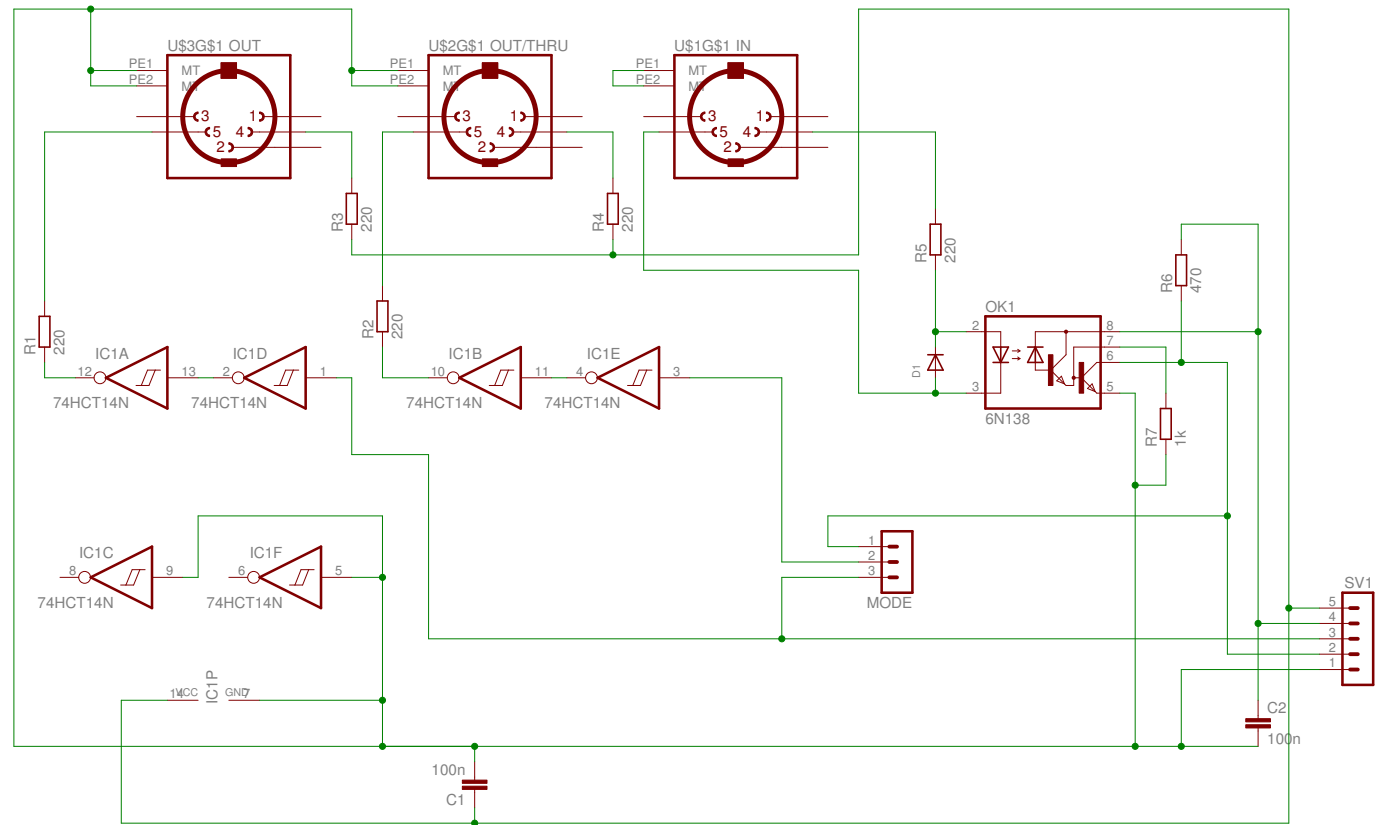 U$3G$1 OUT
U$2G$1 OUT/THRU
U$1G$1 IN
PE1
PE2
MT
MT
3
5
1
4
2
PE1
PE2
MT
MT
3
5
1
4
2
PE1
PE2
MT
MT
3
5
1
4
2
R3
220
R4
220
R5
220
R6
470
R1
220
R2
220
OK1
2
3
8
7
6
5
6N138
D1
R7
1k
IC1A
12
13
74HCT14N
IC1D
2
1
74HCT14N
IC1B
10
11
74HCT14N
IC1E
4
3
74HCT14N
IC1C
8
9
74HCT14N
IC1F
6
5
74HCT14N
1
2
3
MODE
SV1
5
4
3
2
1
IC1P
14
VCC
GND
7
C2
100n
100n
C1